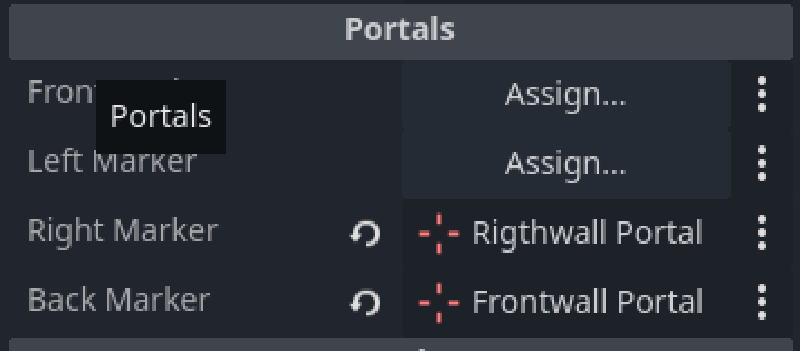 Portals
Assign...
Portals
Left Marker Assign...
Right Marker Rigthwall Portal
Back Marker Frontwall Portal